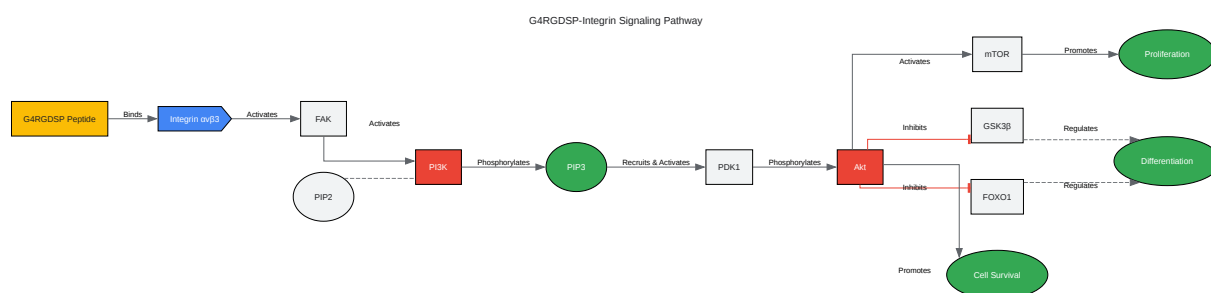 G4RGDSP-Integrin Signaling Pathway
G4RGDSP Peptide
Binds
Integrin αvβ3
Activates
FAK
Activates
PIP2
PI3K
Phosphorylates
PIP3
Recruits & Activates
PDK1
Phosphorylates
Akt
Activates
mTOR
Promotes
Proliferation
Inhibits
GSK3β
Regulates
Differentiation
Inhibits
FOXO1
Regulates
Promotes
Cell Survival